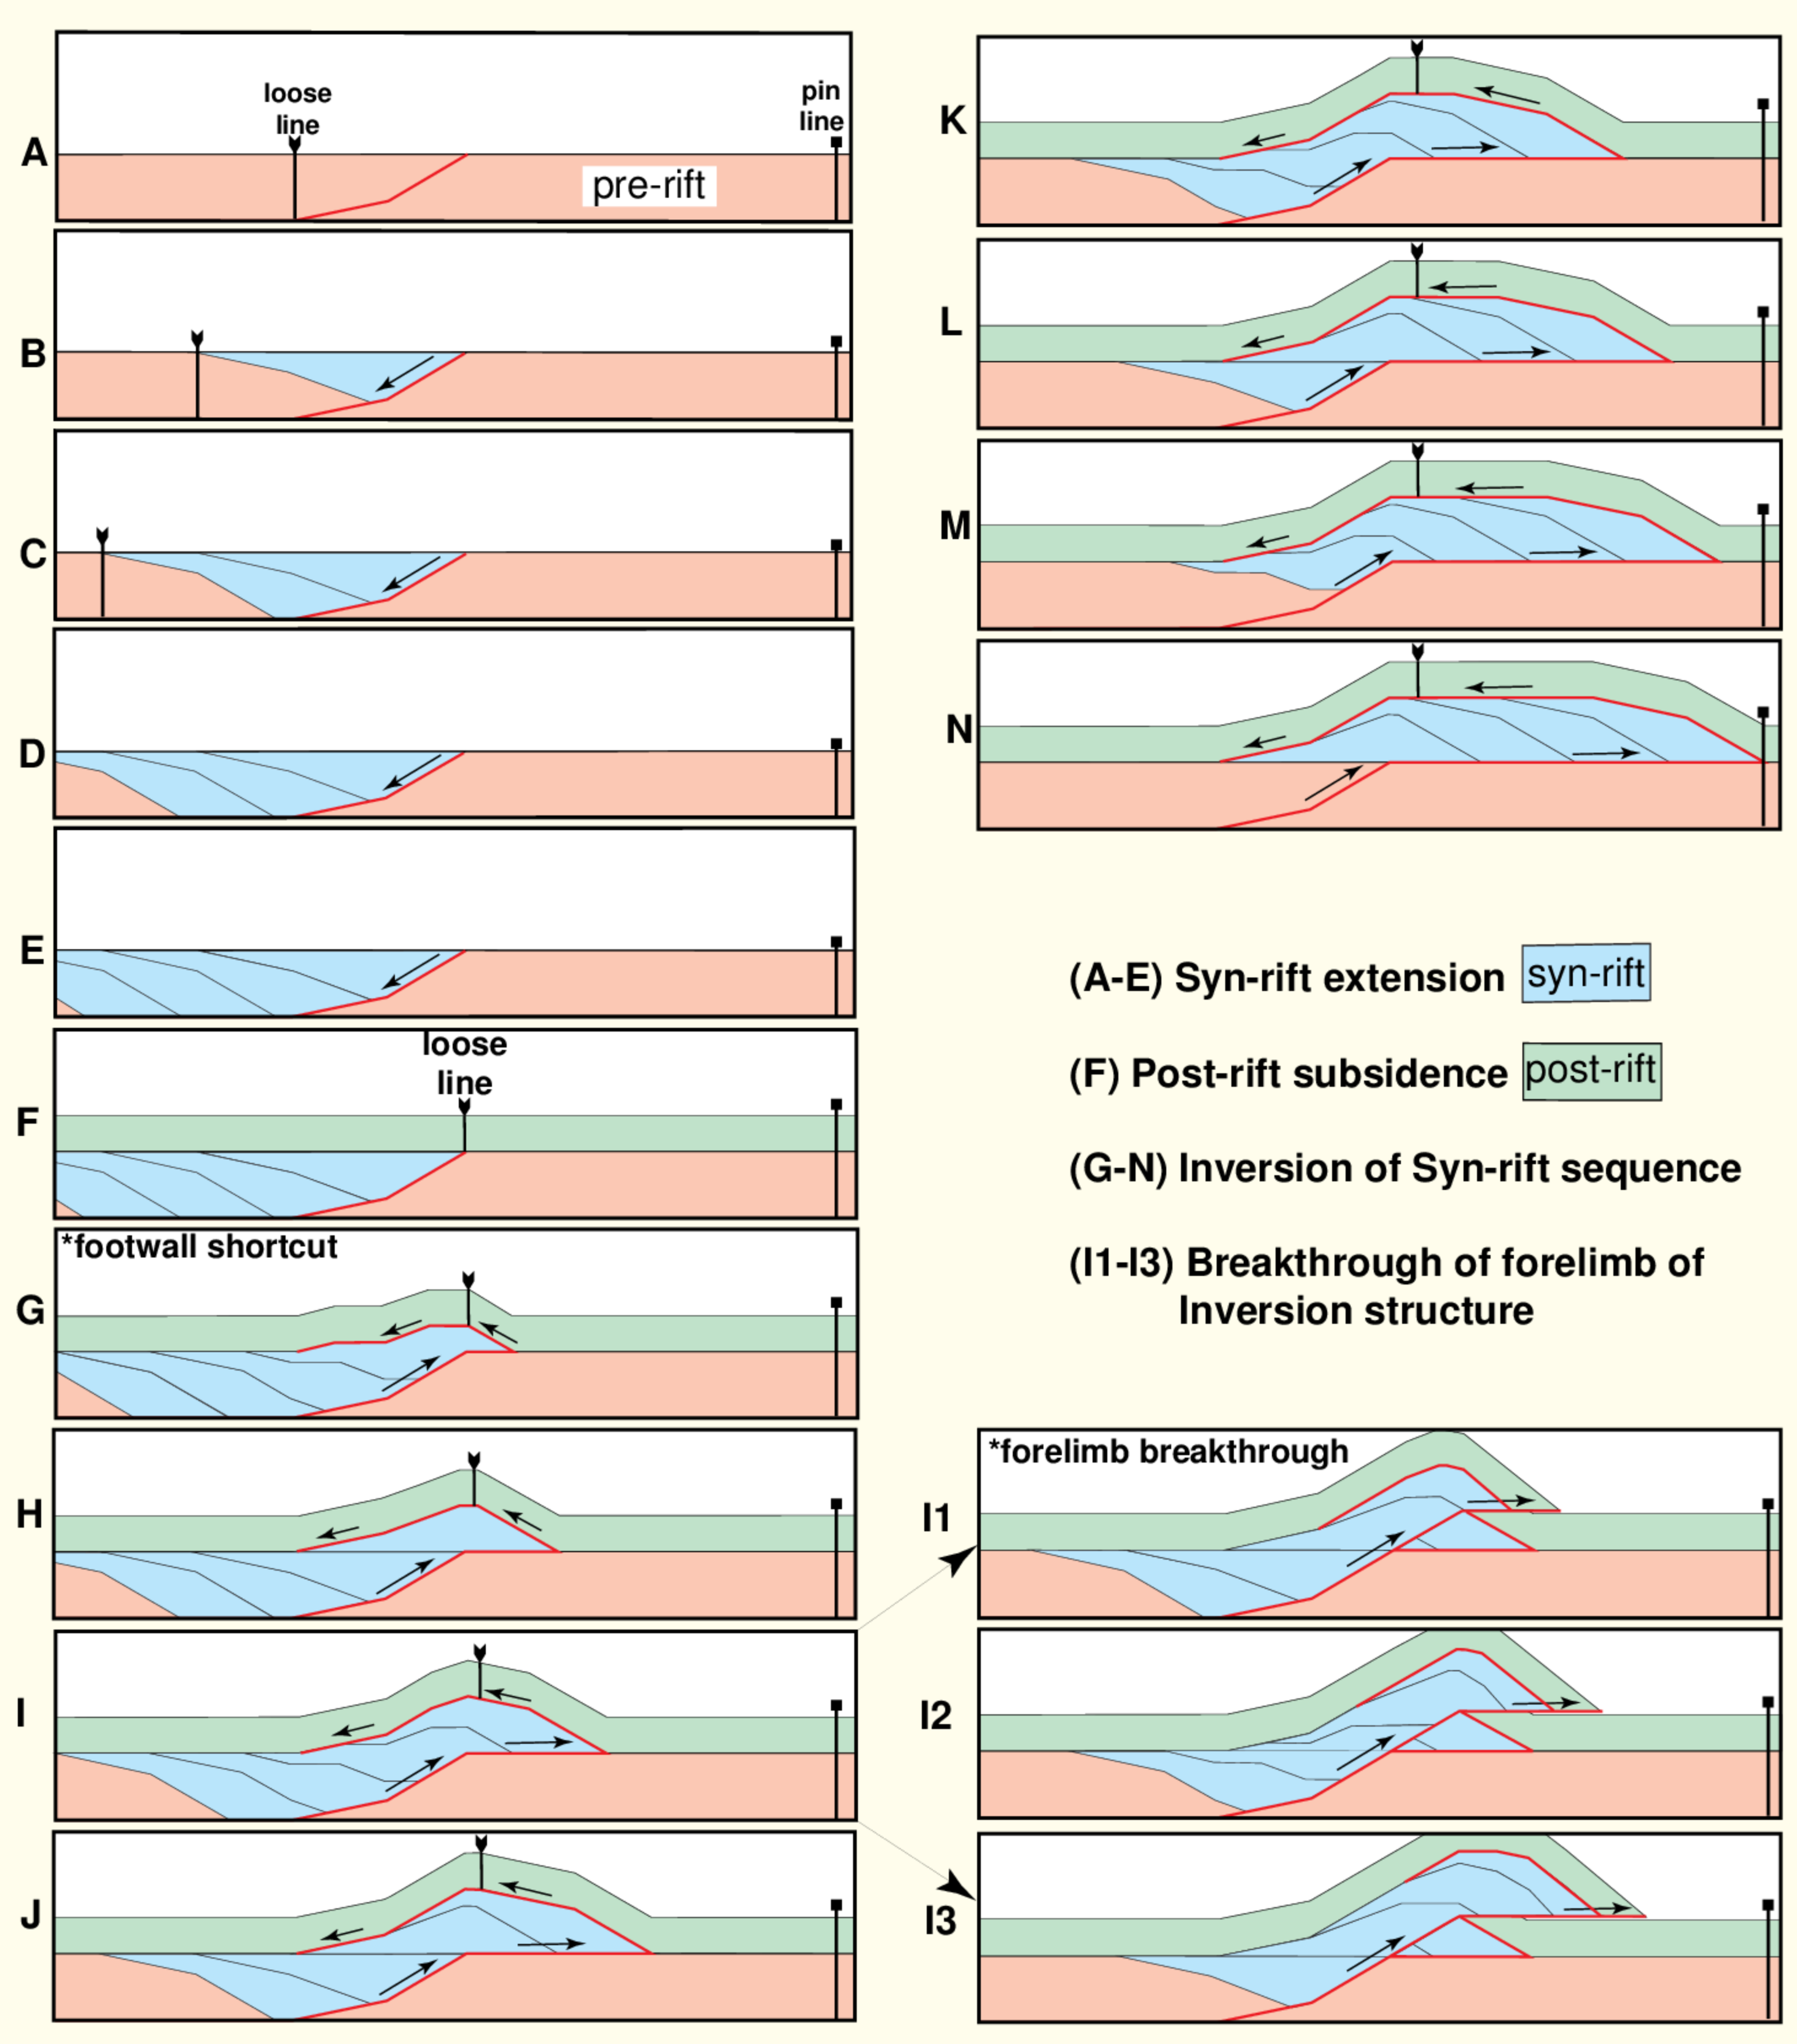 A
loose
line
pin
line
pre-rift
B
C
D
E
F
loose
line
G
*footwall shortcut
H
I
J
K
L
M
N
(A-E) Syn-rift extension syn-rift
(F) Post-rift subsidence post-rift
(G-N) Inversion of Syn-rift sequence
(I1-I3) Breakthrough of forelimb of
Inversion structure
*forelimb breakthrough
I1
I2
I3